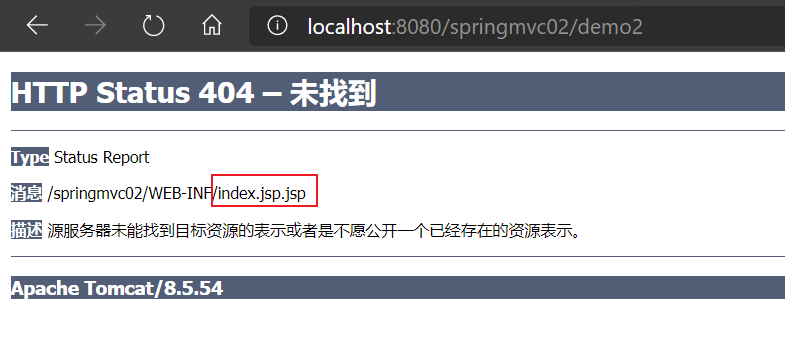 localhost:8080/springmvc02/demo2
HTTP Status 404 – 未找到
Type Status Report
消息 /springmvc02/WEB-INF/index.jsp.jsp
描述 源服务器未能找到目标资源的表示或者是不愿公开一个已经存在的资源表示。
Apache Tomcat/8.5.54